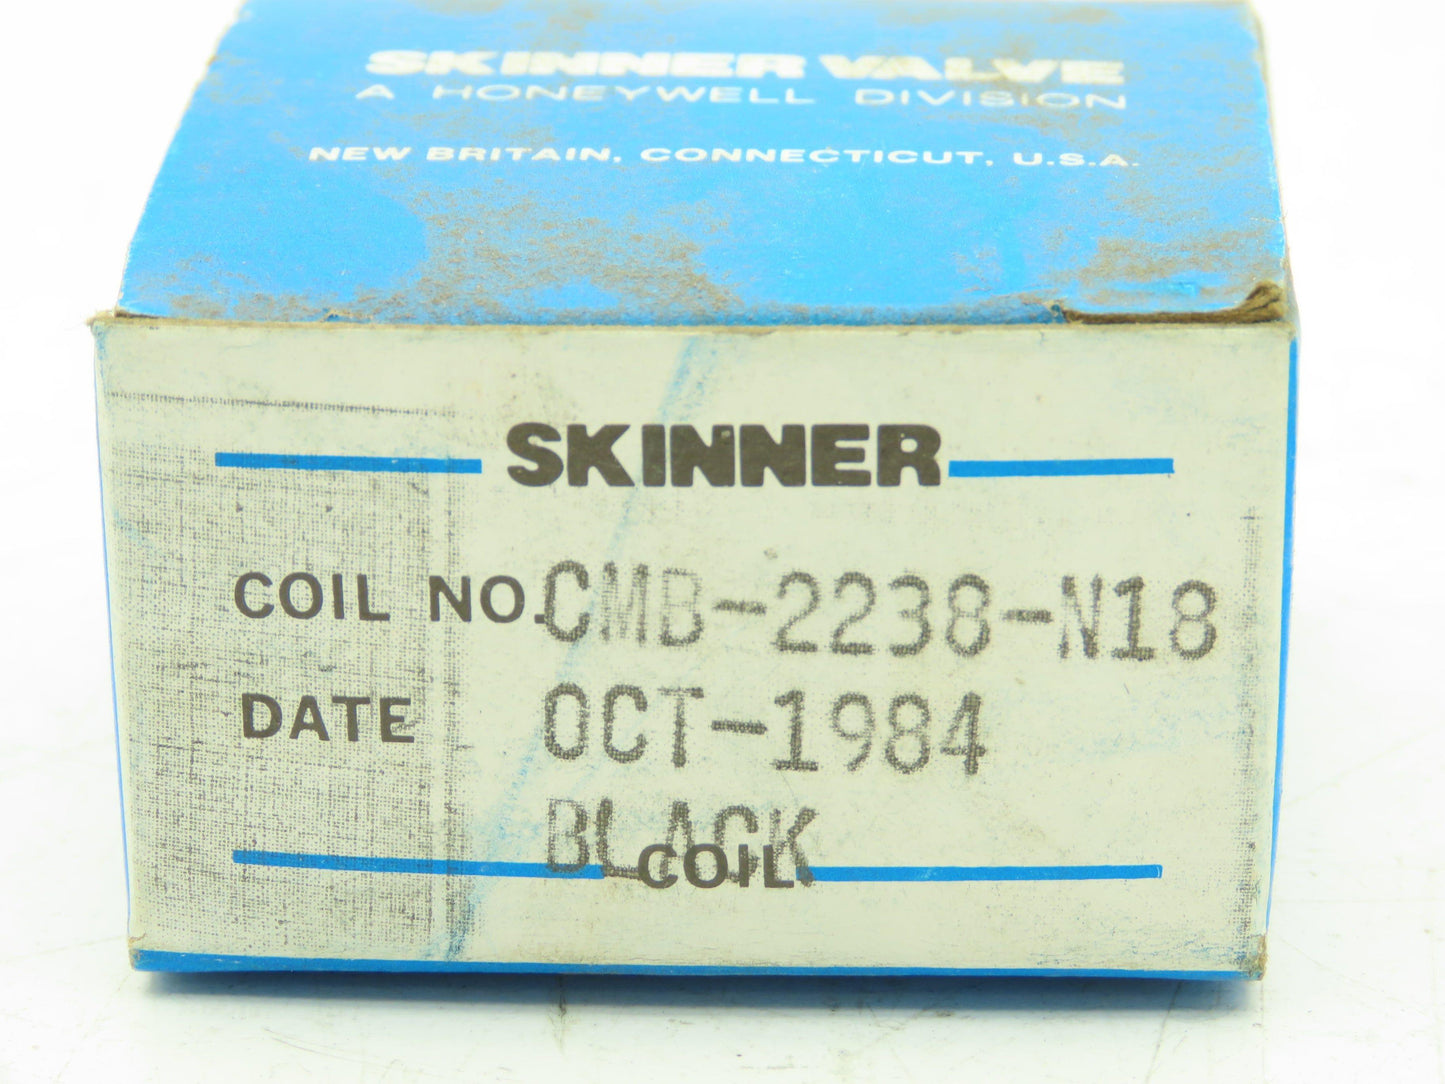 SKINNER VALVE
A HONEYWELL DIVISION
NEW BRITAIN, CONNECTICUT, U.S.A.
SKINNER
COIL NO. CMB-2238-N18
DATE OCT-1984
BLACK
COIL